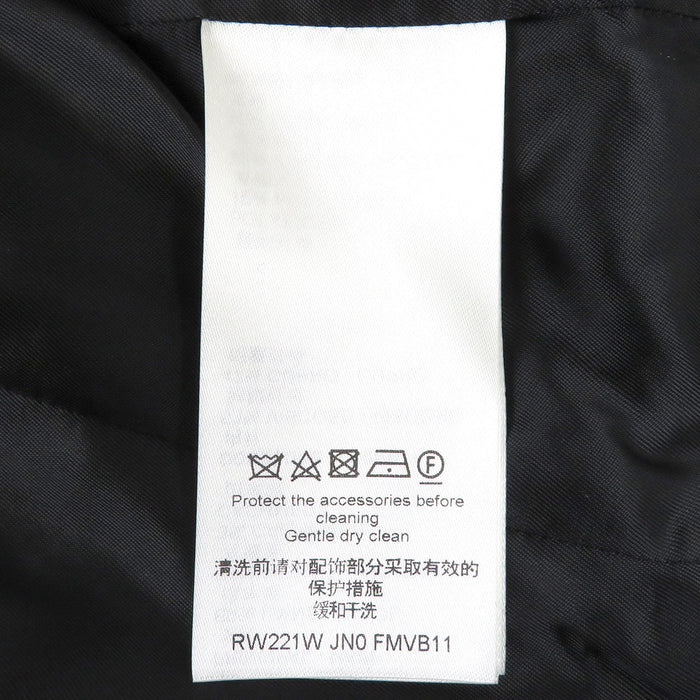 F
Protect the accessories before
cleaning
Gentle dry clean
清洗前请对配饰部分采取有效的
保护措施
缓和干洗
RW221W JN0 FMVB11